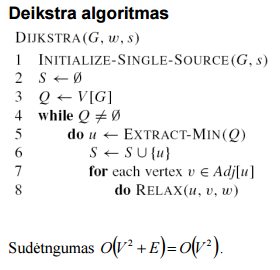 Deikstra algoritmas
DIJKSTRA(G, w, s)
1 INITIALIZE-SINGLE-SOURCE(G, s)
2 S ← ∅
3 Q ← V[G]
4 while Q ≠ ∅
5 do u ← EXTRACT-MIN(Q)
6 S ← S ∪ {u}
7 for each vertex v ∈ Adj[u]
8 do RELAX(u, v, w)
Sudėtngumas O(V² + E)=O(V²).